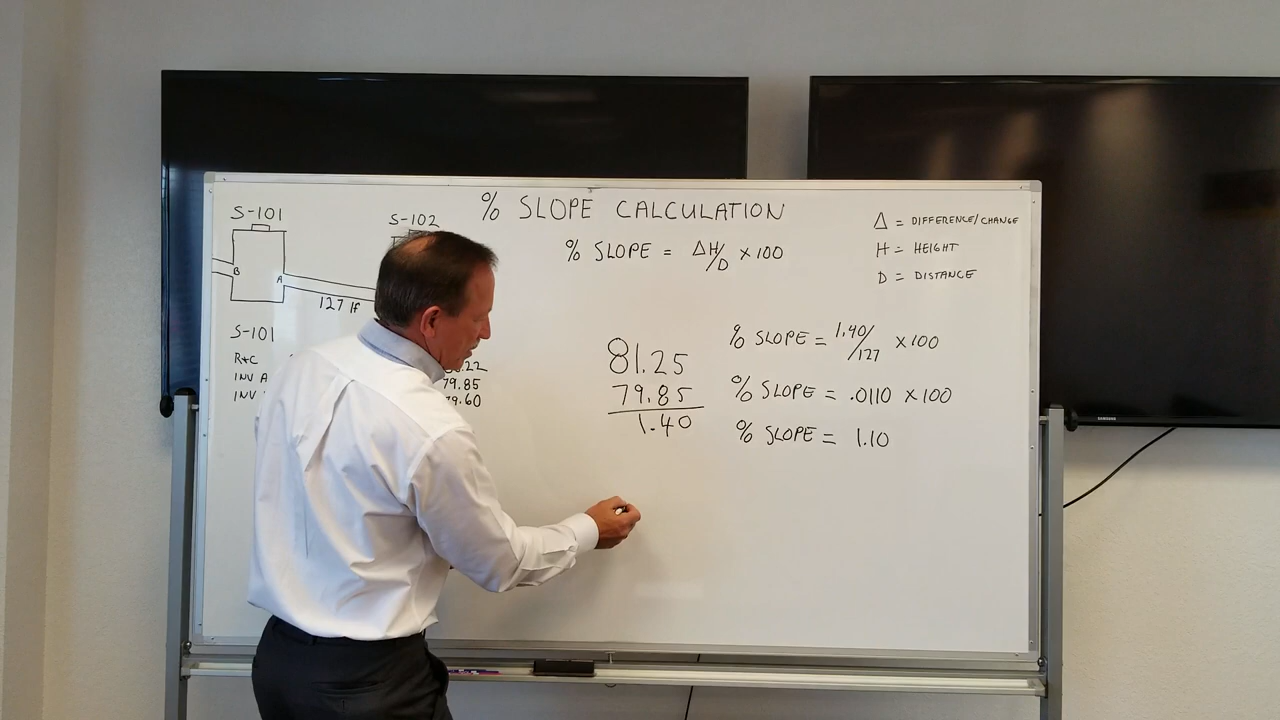 % SLOPE CALCULATION
S-101
S-102
% SLOPE = ΔH/D × 100
Δ = DIFFERENCE/CHANGE
H = HEIGHT
D = DISTANCE
B
A
127 lf
S-101
R+C
INV A
79.85
INV
79.60
81.25
79.85
1.40
% SLOPE = 1.40/127 × 100
% SLOPE = .0110 × 100
% SLOPE = 1.10
SAMSUNG